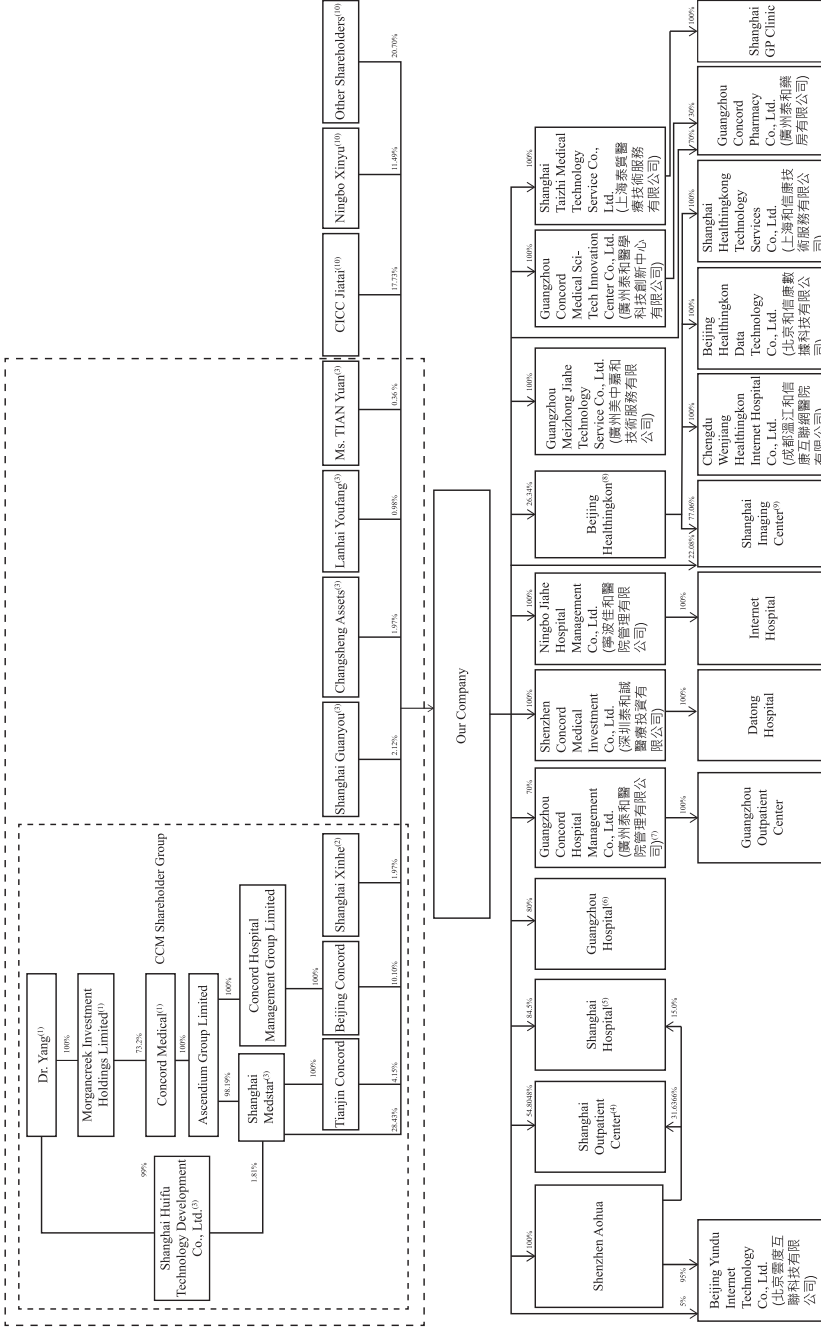 Dr. Yang(1)
100%
Morgancreek Investment
Holdings Limited(1)
73.2%
Concord Medical(1)
100%
Ascendium Group Limited
98.19%
100%
CCM Shareholder Group
99%
Shanghai Huifu
Technology Development
Co., Ltd.(3)
1.81%
Shanghai
Medstar(3)
Concord Hospital
Management Group Limited
100%
100%
Tianjin Concord
Beijing Concord
Shanghai Xinhe(2)
Shanghai Guanyou(3)
Changsheng Assets(3)
Lanhai Youfang(3)
Ms. TIAN Yuan(3)
CICC Jiatai(10)
Ningbo Xinyu(10)
Other Shareholders(10)
28.43%
4.15%
10.10%
1.97%
2.12%
1.97%
0.98%
0.36 %
17.73%
11.49%
20.70%
Our Company
100%
54.8048%
84.5%
80%
70%
100%
100%
26.34%
100%
100%
100%
Shenzhen Aohua
Shanghai
Outpatient
Center(4)
Shanghai
Hospital(5)
Guangzhou
Hospital(6)
Guangzhou
Concord
Hospital
Management
Co., Ltd.
(廣州泰和醫
院管理有限公
司)(7)
Shenzhen
Concord
Medical
Investment
Co., Ltd.
(深圳泰和誠
醫療投資有
限公司)
Ningbo Jiahe
Hospital
Management
Co., Ltd.
(寧波佳和醫
院管理有限
公司)
Beijing
Healthingkon(8)
Guangzhou
Meizhong Jiahe
Technology
Service Co., Ltd.
(廣州美中嘉和
技術服務有限
公司)
Guangzhou
Concord
Medical Sci-
Tech Innovation
Center Co., Ltd.
(廣州泰和醫學
科技創新中心
有限公司)
Shanghai
Taizhi Medical
Technology
Service Co.,
Ltd.
(上海泰質醫
療技術服務
有限公司)
5%
95%
31.6366%
15.0%
100%
100%
100%
22.08%
77.06%
100%
100%
100%
70%
30%
100%
Beijing Yundu
Internet
Technology
Co., Ltd.
(北京雲度互
聯科技有限
公司)
Guangzhou
Outpatient
Center
Datong
Hospital
Internet
Hospital
Shanghai
Imaging
Center(9)
Chengdu
Wenjiang
Healthingkon
Internet Hospital
Co., Ltd.
(成都溫江和信
康互聯網醫院
有限公司)
Beijing
Healthingkon
Data
Technology
Co., Ltd.
(北京和信康數
據科技有限公
司)
Shanghai
Healthingkong
Technology
Services
Co., Ltd.
(上海和信康技
術服務有限公
司)
Guangzhou
Concord
Pharmacy
Co., Ltd.
(廣州泰和藥
房有限公司)
Shanghai
GP Clinic